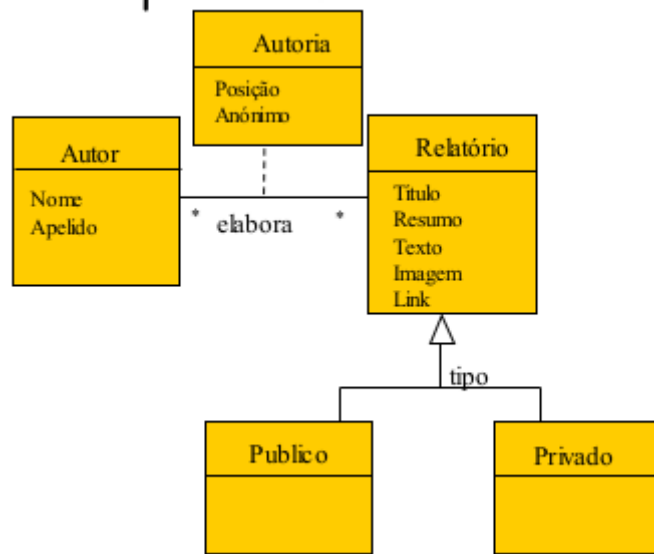 Autoria
Posição
Anónimo
Autor
Nome
Apelido
* elabora *
Relatório
Titulo
Resumo
Texto
Imagem
Link
tipo
Publico
Privado